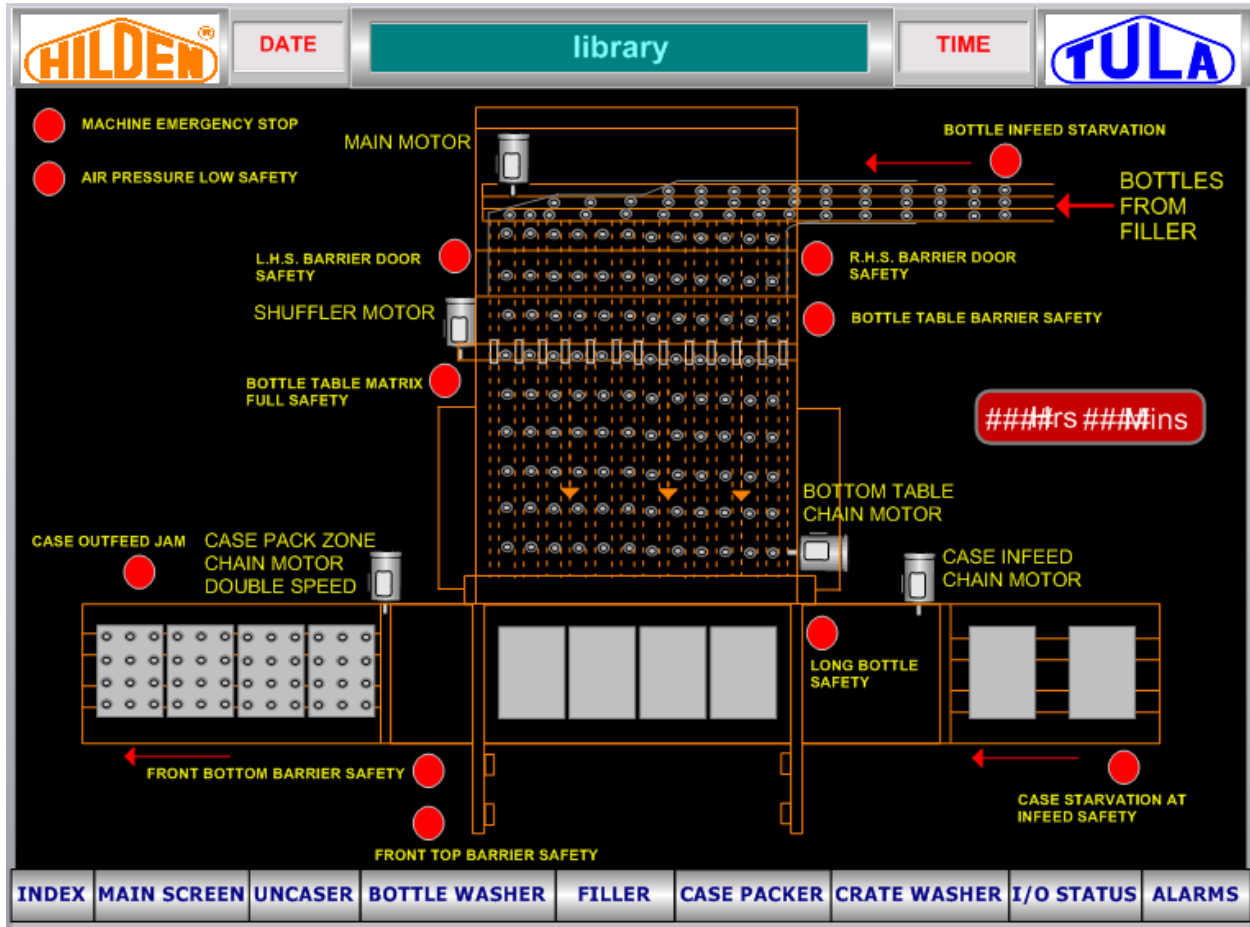 HILDEN®
DATE
library
TIME
TULA
MACHINE EMERGENCY STOP
AIR PRESSURE LOW SAFETY
MAIN MOTOR
BOTTLE INFEED STARVATION
BOTTLES
FROM
FILLER
L.H.S. BARRIER DOOR
SAFETY
R.H.S. BARRIER DOOR
SAFETY
SHUFFLER MOTOR
BOTTLE TABLE BARRIER SAFETY
BOTTLE TABLE MATRIX
FULL SAFETY
####Hrs ####Mins
BOTTOM TABLE
CHAIN MOTOR
CASE OUTFEED JAM
CASE PACK ZONE
CHAIN MOTOR
DOUBLE SPEED
CASE INFEED
CHAIN MOTOR
LONG BOTTLE
SAFETY
FRONT BOTTOM BARRIER SAFETY
CASE STARVATION AT
INFEED SAFETY
FRONT TOP BARRIER SAFETY
INDEX MAIN SCREEN UNCASER BOTTLE WASHER FILLER CASE PACKER CRATE WASHER I/O STATUS ALARMS